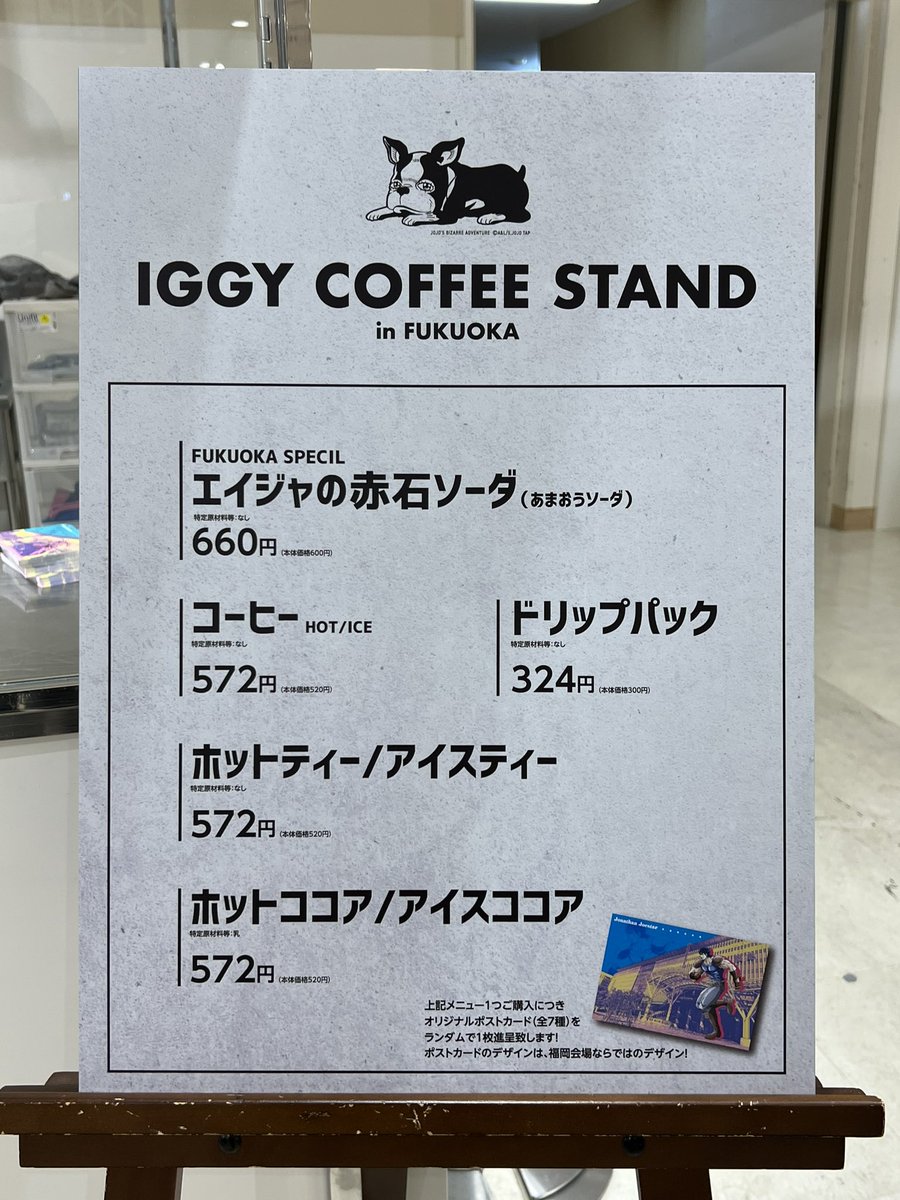 JOJO'S BIZARRE ADVENTURE ©A&L/S,JOJO TAP
IGGY COFFEE STAND
in FUKUOKA
FUKUOKA SPECIL
エイジャの赤石ソーダ(あまおうソーダ)
特定原材料等:なし
660円(本体価格600円)
コーヒー HOT/ICE
特定原材料等:なし
572円(本体価格520円)
ドリップパック
特定原材料等:なし
324円(本体価格300円)
ホットティー/アイスティー
特定原材料等:なし
572円(本体価格520円)
ホットココア/アイスココア
特定原材料等:乳
572円(本体価格520円)
Jonathan Joestar
上記メニュー1つご購入につき
オリジナルポストカード(全7種)を
ランダムで1枚進呈致します!
ポストカードのデザインは、福岡会場ならではのデザイン!
Unifit